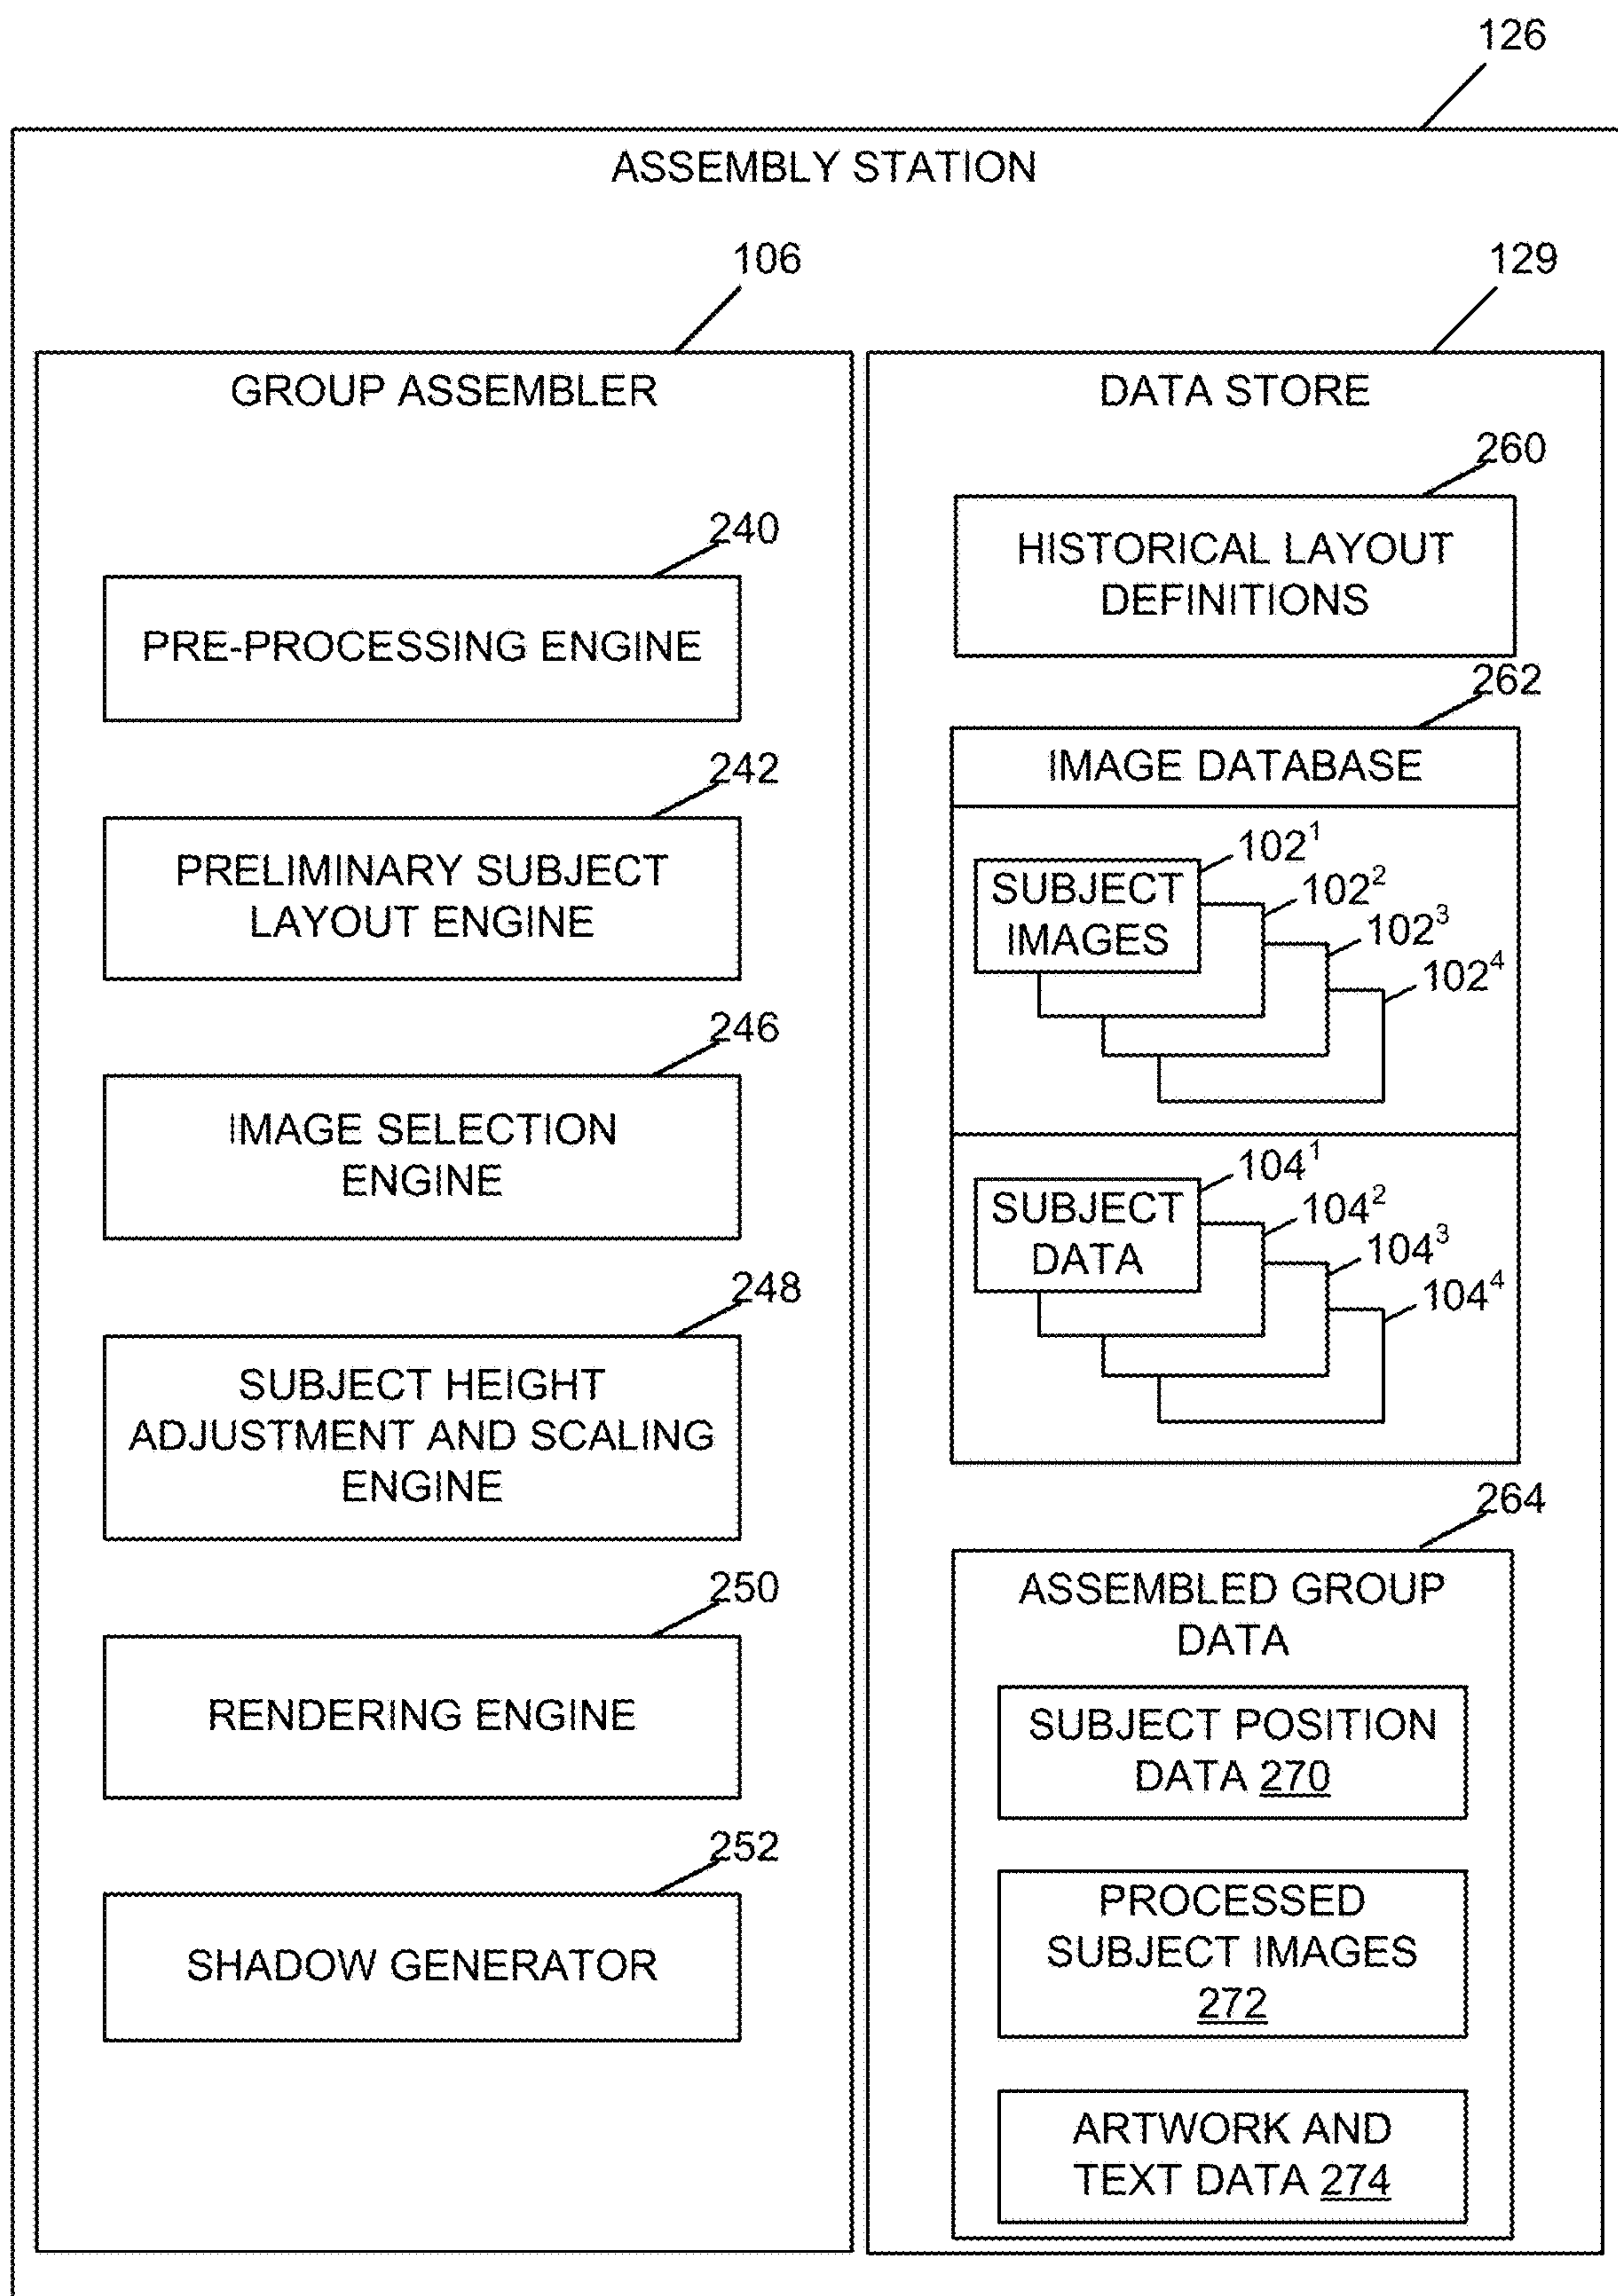 126
ASSEMBLY STATION
106
GROUP ASSEMBLER
240
PRE-PROCESSING ENGINE
242
PRELIMINARY SUBJECT
LAYOUT ENGINE
246
IMAGE SELECTION
ENGINE
248
SUBJECT HEIGHT
ADJUSTMENT AND SCALING
ENGINE
250
RENDERING ENGINE
252
SHADOW GENERATOR
129
DATA STORE
260
HISTORICAL LAYOUT
DEFINITIONS
262
IMAGE DATABASE
SUBJECT
IMAGES
102¹
102²
102³
102⁴
SUBJECT
DATA
104¹
104²
104³
104⁴
264
ASSEMBLED GROUP
DATA
SUBJECT POSITION
DATA 270
PROCESSED
SUBJECT IMAGES
272
ARTWORK AND
TEXT DATA 274